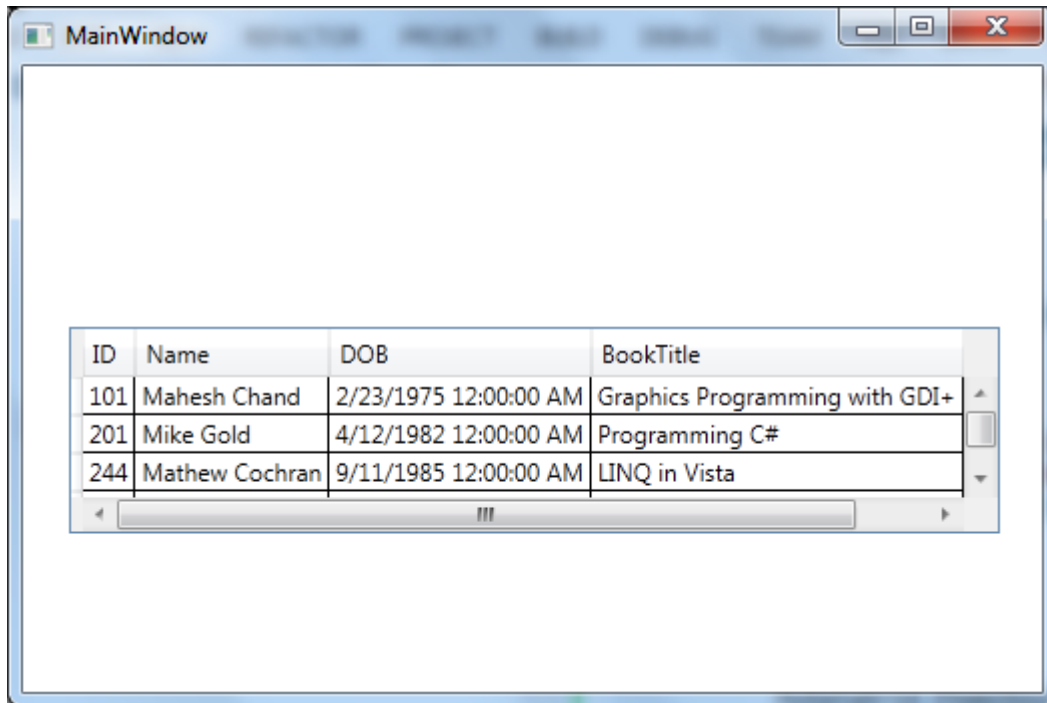 MainWindow
ID Name DOB BookTitle
101 Mahesh Chand 2/23/1975 12:00:00 AM Graphics Programming with GDI+
201 Mike Gold 4/12/1982 12:00:00 AM Programming C#
244 Mathew Cochran 9/11/1985 12:00:00 AM LINQ in Vista